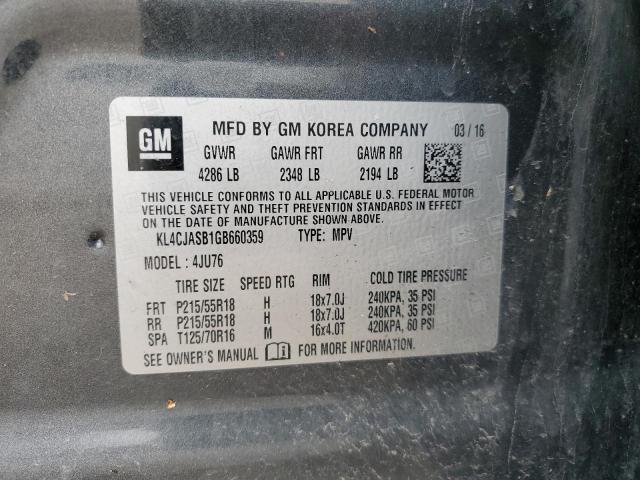 GM MFD BY GM KOREA COMPANY 03 / 16
GVWR GAWR FRT GAWR RR
4286 LB 2348 LB 2194 LB
THIS VEHICLE CONFORMS TO ALL APPLICABLE U.S. FEDERAL MOTOR
VEHICLE SAFETY AND THEFT PREVENTION STANDARDS IN EFFECT
ON THE DATE OF MANUFACTURE SHOWN ABOVE.
KL4CJASB1GB660359 TYPE: MPV
MODEL : 4JU76
TIRE SIZE SPEED RTG RIM COLD TIRE PRESSURE
FRT P215/55R18 H 18x7.0J 240KPA, 35 PSI
RR P215/55R18 H 18x7.0J 240KPA, 35 PSI
SPA T125/70R16 M 16x4.0T 420KPA, 60 PSI
SEE OWNER'S MANUAL FOR MORE INFORMATION.